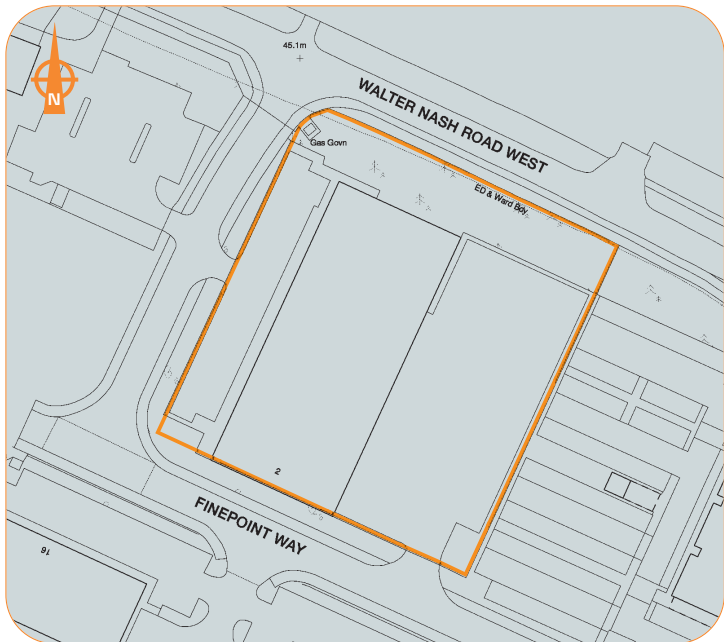 45.1m
WALTER NASH ROAD WEST
N
Gas Govn
ED & Ward Bdy
2
FINEPOINT WAY
16